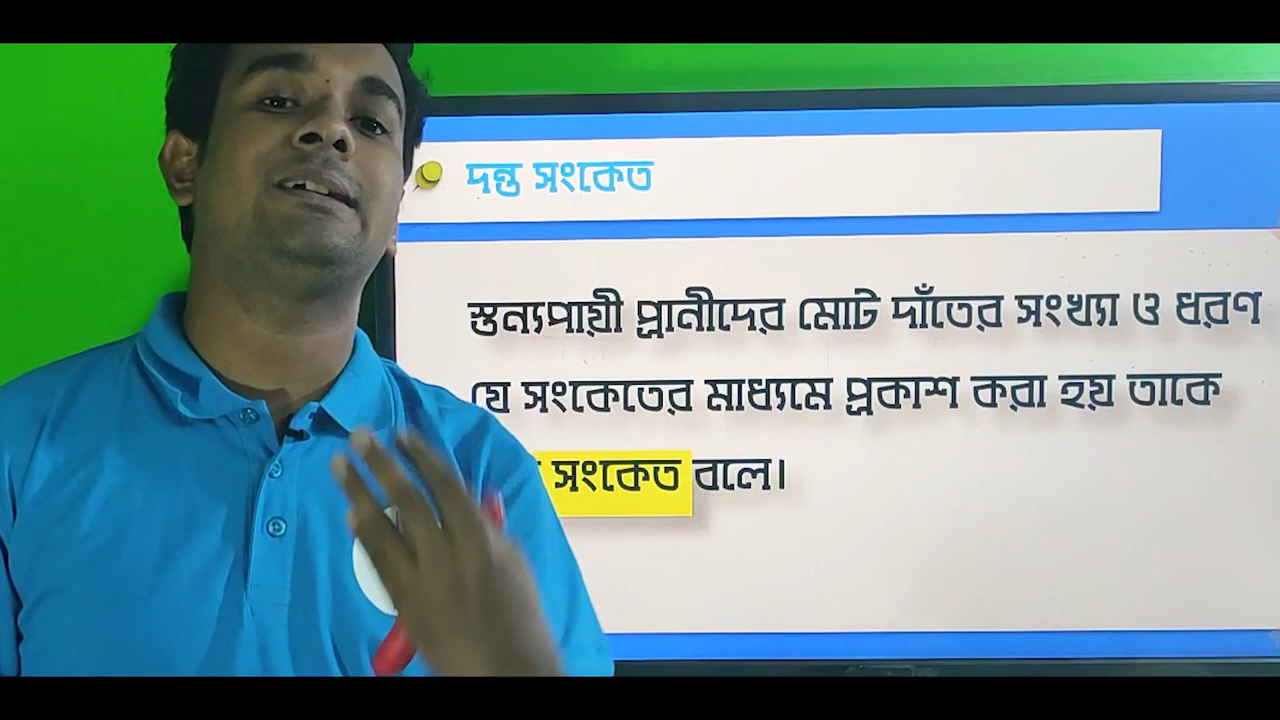 দন্ত সংকেত
স্তন্যপায়ী প্রানীদের মোট দাঁতের সংখ্যা ও ধরণ
যে সংকেতের মাধ্যমে প্রকাশ করা হয় তাকে
সংকেত বলে।